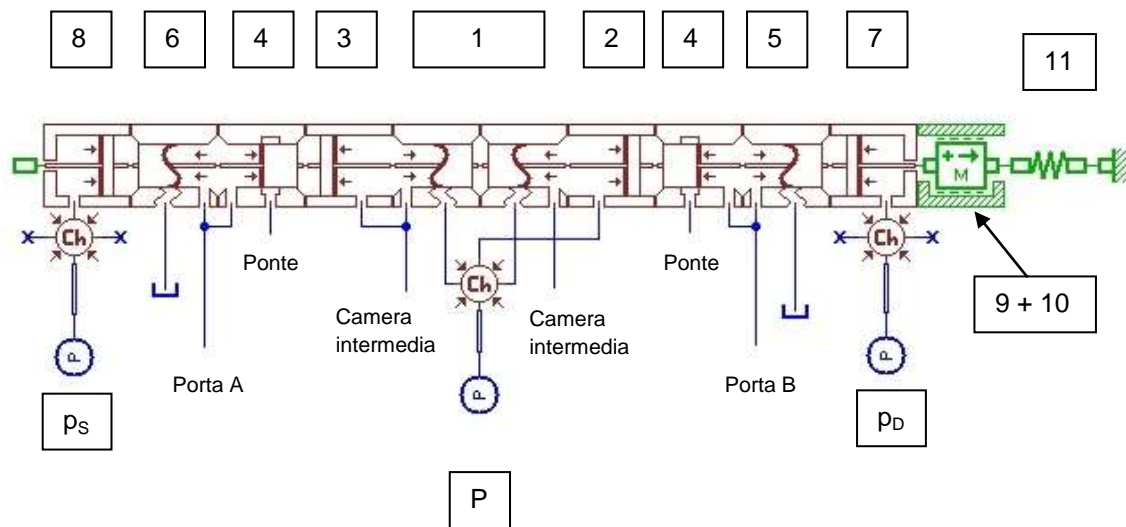 8
6
4
3
1
2
4
5
7
11
+
M
Ch
Ch
Ch
Ponte
Ponte
9 + 10
Camera
intermedia
Camera
intermedia
Porta A
Porta B
P
P
P
pS
pD
P